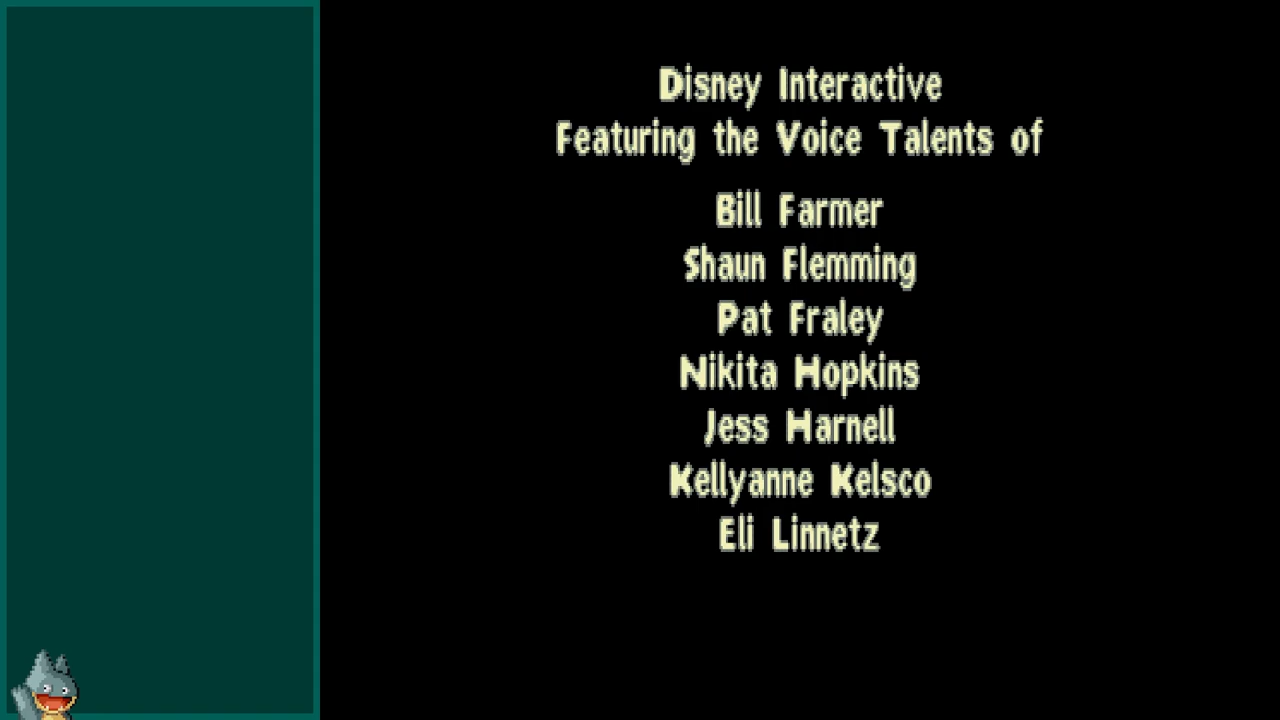 Disney Interactive
Featuring the Voice Talents of
Bill Farmer
Shaun Flemming
Pat Fraley
Nikita Hopkins
Jess Harnell
Kellyanne Kelsco
Eli Linnetz